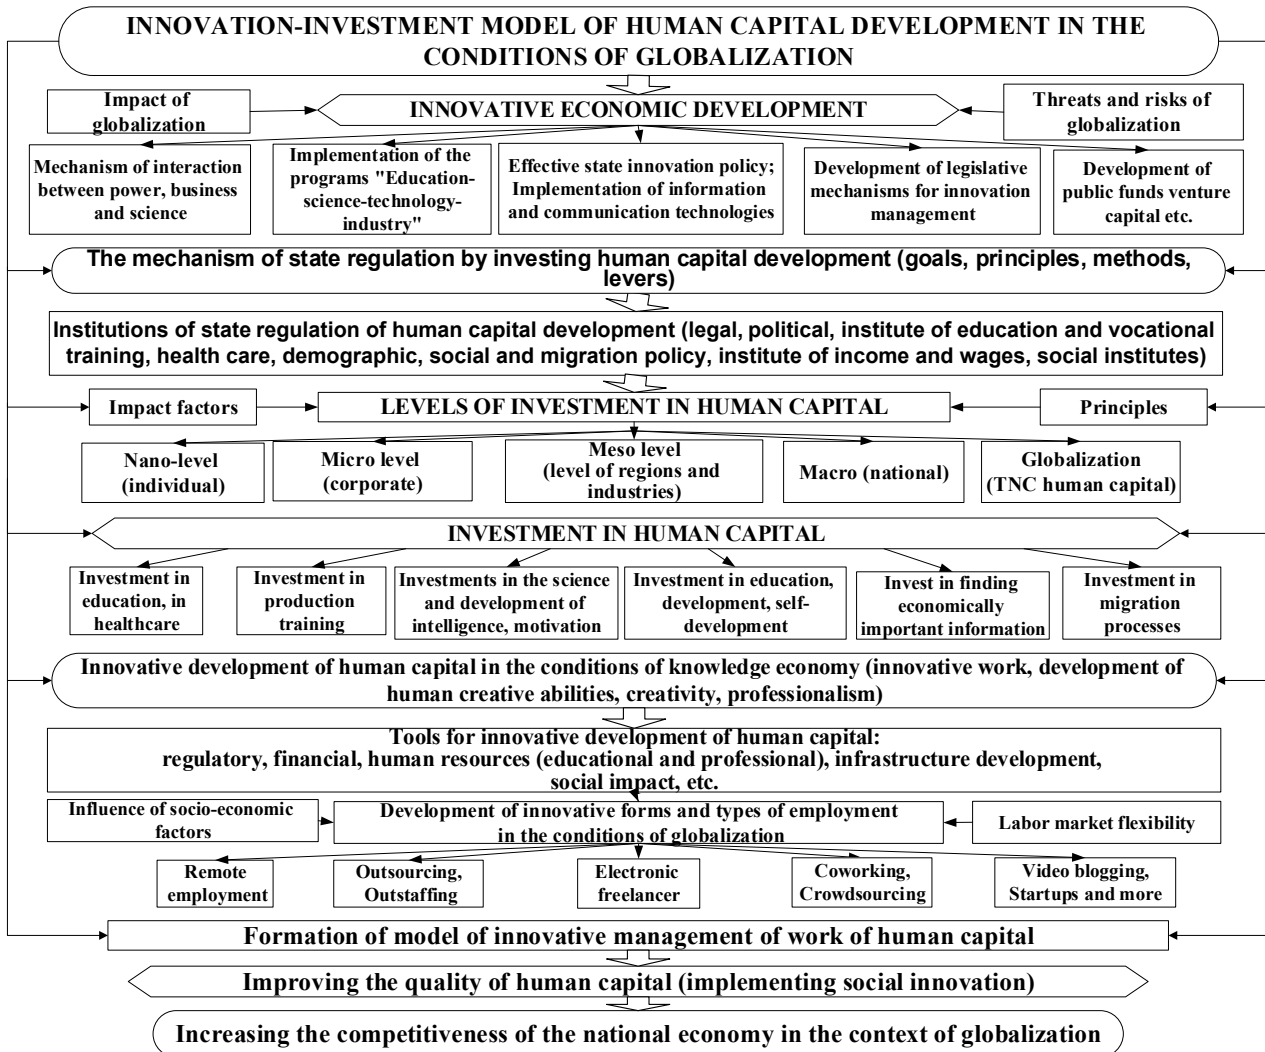 INNOVATION-INVESTMENT MODEL OF HUMAN CAPITAL DEVELOPMENT IN THE
CONDITIONS OF GLOBALIZATION
Impact of
globalization
INNOVATIVE ECONOMIC DEVELOPMENT
Threats and risks of
globalization
Mechanism of interaction
between power, business
and science
Implementation of the
programs "Education-
science-technology-
industry"
Effective state innovation policy;
Implementation of information
and communication technologies
Development of legislative
mechanisms for innovation
management
Development of
public funds venture
capital etc.
The mechanism of state regulation by investing human capital development (goals, principles, methods,
levers)
Institutions of state regulation of human capital development (legal, political, institute of education and vocational
training, health care, demographic, social and migration policy, institute of income and wages, social institutes)
Impact factors
LEVELS OF INVESTMENT IN HUMAN CAPITAL
Principles
Nano-level
(individual)
Micro level
(corporate)
Meso level
(level of regions and
industries)
Macro (national)
Globalization
(TNC human capital)
INVESTMENT IN HUMAN CAPITAL
Investment in
education, in
healthcare
Investment in
production
training
Investments in the science
and development of
intelligence, motivation
Investment in education,
development, self-
development
Invest in finding
economically
important information
Investment in
migration
processes
Innovative development of human capital in the conditions of knowledge economy (innovative work, development of
human creative abilities, creativity, professionalism)
Tools for innovative development of human capital:
regulatory, financial, human resources (educational and professional), infrastructure development,
social impact, etc.
Influence of socio-economic
factors
Development of innovative forms and types of employment
in the conditions of globalization
Labor market flexibility
Remote
employment
Outsourcing,
Outstaffing
Electronic
freelancer
Coworking,
Crowdsourcing
Video blogging,
Startups and more
Formation of model of innovative management of work of human capital
Improving the quality of human capital (implementing social innovation)
Increasing the competitiveness of the national economy in the context of globalization